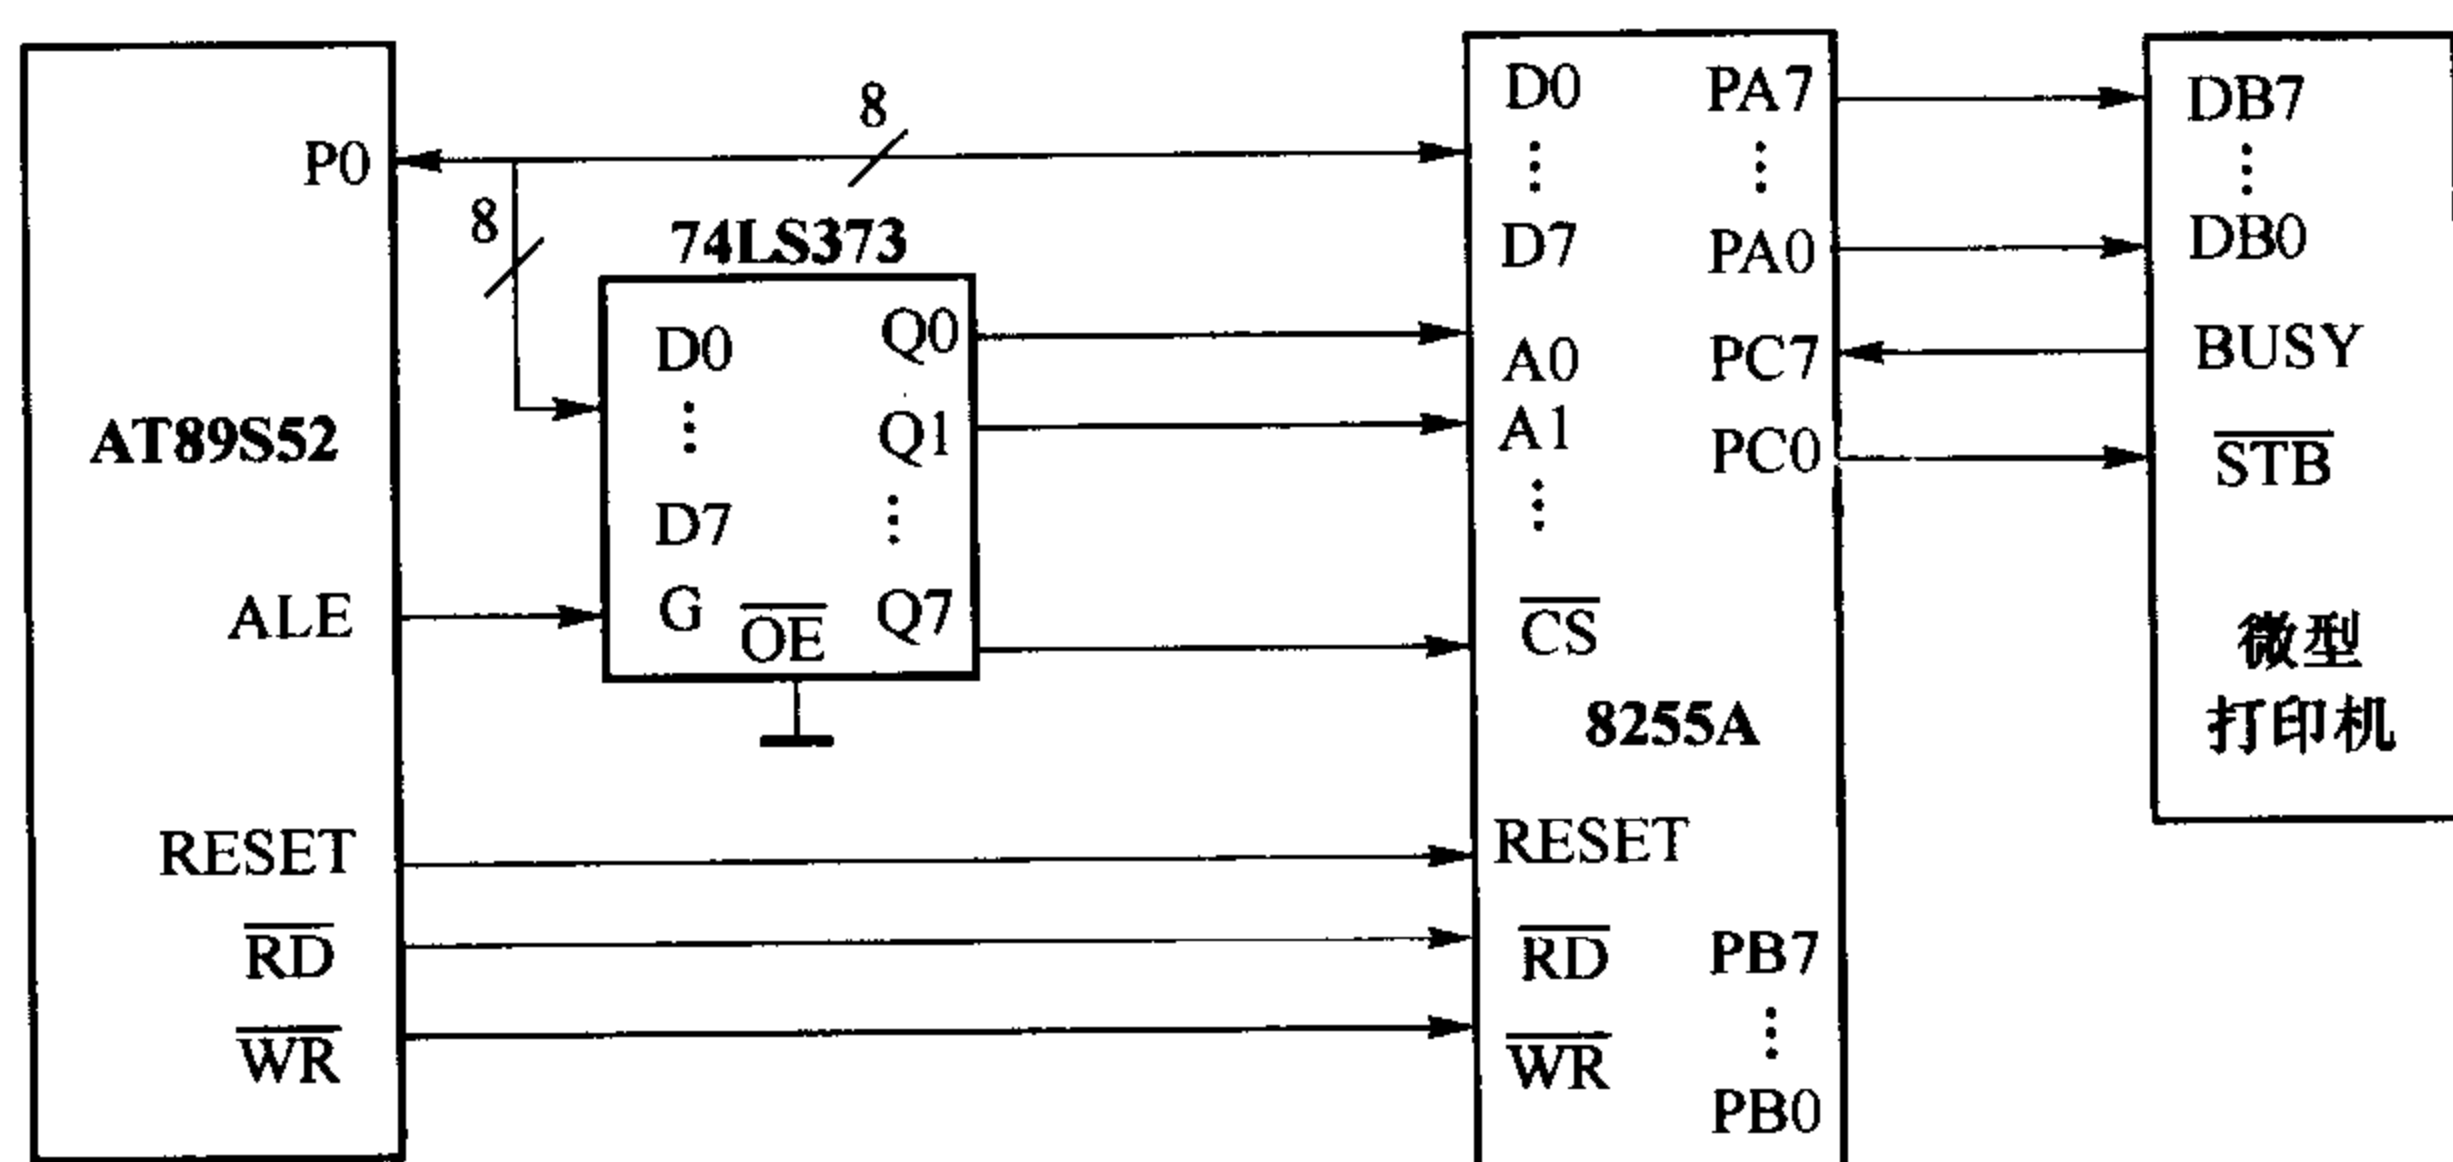 AT89S52
P0
ALE
RESET
RD
WR
8
8
74LS373
D0
⋮
D7
G
OE
Q0
Q1
⋮
Q7
D0
⋮
D7
A0
A1
⋮
CS
8255A
RESET
RD
WR
PA7
⋮
PA0
PC7
PC0
PB7
⋮
PB0
DB7
⋮
DB0
BUSY
STB
微型
打印机